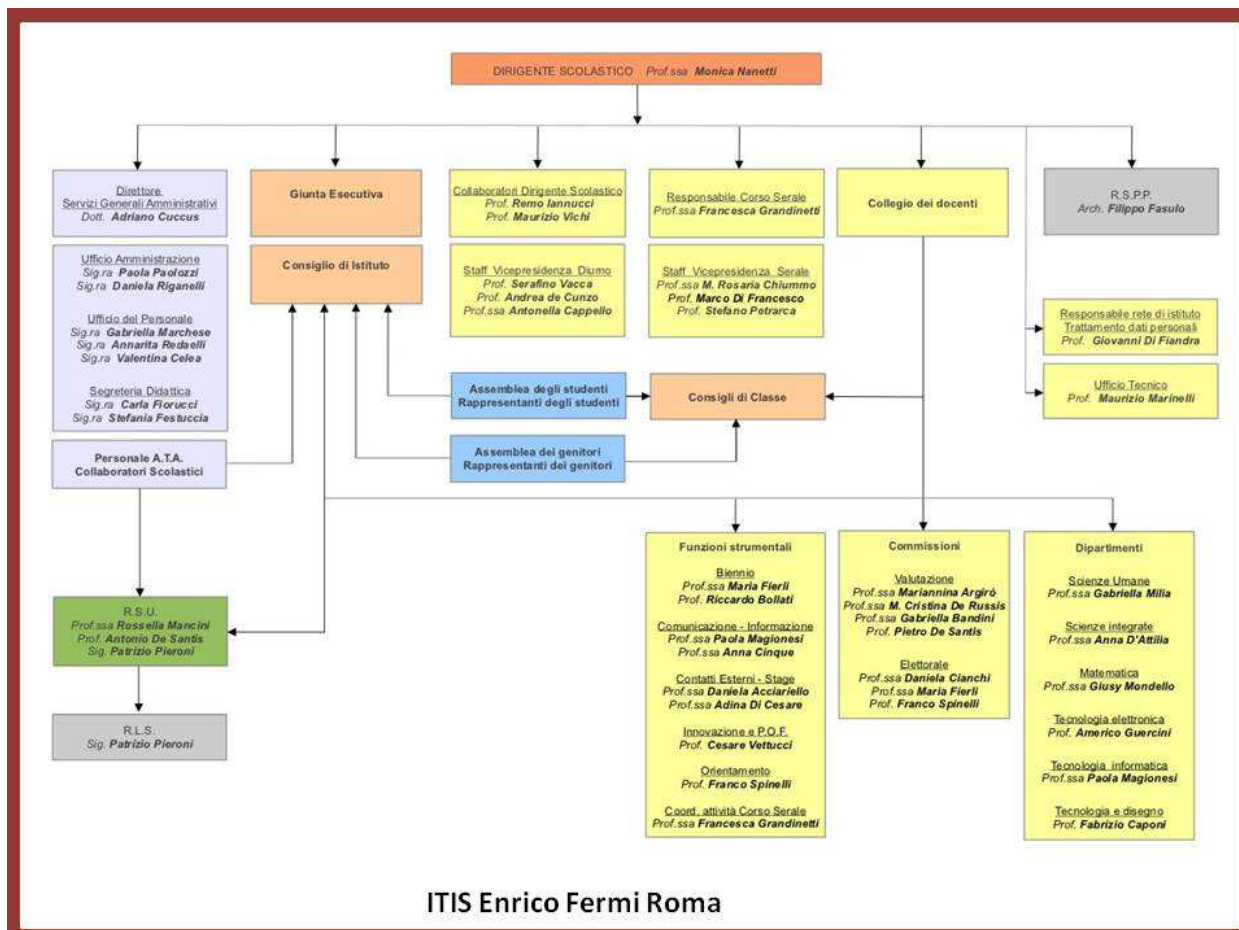 DIRIGENTE SCOLASTICO Prof.ssa Monica Nanetti
Direttore
Servizi Generali Amministrativi
Dott. Adriano Cuccus
Giunta Esecutiva
Collaboratori Dirigente Scolastico
Prof. Remo Iannucci
Prof. Maurizio Vichi
Responsabile Corso Serale
Prof.ssa Francesca Grandinetti
Collegio dei docenti
R.S.P.P.
Arch. Filippo Fasulo
Ufficio Amministrazione
Sig.ra Paola Paolozzi
Sig.ra Daniela Riganelli
Ufficio del Personale
Sig.ra Gabriella Marchese
Sig.ra Annarita Redaelli
Sig.ra Valentina Celea
Segreteria Didattica
Sig.ra Carla Fiorucci
Sig.ra Stefania Festuccia
Consiglio di Istituto
Staff Vicepresidenza Diurno
Prof. Serafino Vacca
Prof. Andrea de Cunzo
Prof.ssa Antonella Cappello
Staff Vicepresidenza Serale
Prof.ssa M. Rosaria Chiummo
Prof. Marco Di Francesco
Prof. Stefano Petrarca
Responsabile rete di istituto
Trattamento dati personali
Prof. Giovanni Di Fiandra
Ufficio Tecnico
Prof. Maurizio Marinelli
Assemblea degli studenti
Rappresentanti degli studenti
Consigli di Classe
Assemblea dei genitori
Rappresentanti dei genitori
Personale A.T.A.
Collaboratori Scolastici
R.S.U.
Prof.ssa Rossella Mancini
Prof. Antonio De Santis
Sig. Patrizio Pieroni
R.L.S.
Sig. Patrizio Pieroni
Funzioni strumentali
Biennio
Prof.ssa Maria Fierli
Prof. Riccardo Bollati
Comunicazione - Informazione
Prof.ssa Paola Magionesi
Prof.ssa Anna Cinque
Contatti Esterni - Stage
Prof.ssa Daniela Acciariello
Prof.ssa Adina Di Cesare
Innovazione e P.O.F.
Prof. Cesare Vettucci
Orientamento
Prof. Franco Spinelli
Coord. attività Corso Serale
Prof.ssa Francesca Grandinetti
Commissioni
Valutazione
Prof.ssa Mariannina Argirò
Prof.ssa M. Cristina De Russis
Prof.ssa Gabriella Bandini
Prof. Pietro De Santis
Elettorale
Prof.ssa Daniela Cianchi
Prof.ssa Maria Fierli
Prof. Franco Spinelli
Dipartimenti
Scienze Umane
Prof.ssa Gabriella Milia
Scienze integrate
Prof.ssa Anna D'Attilia
Matematica
Prof.ssa Giusy Mondello
Tecnologia elettronica
Prof. Americo Guercini
Tecnologia informatica
Prof.ssa Paola Magionesi
Tecnologia e disegno
Prof. Fabrizio Caponi
ITIS Enrico Fermi Roma